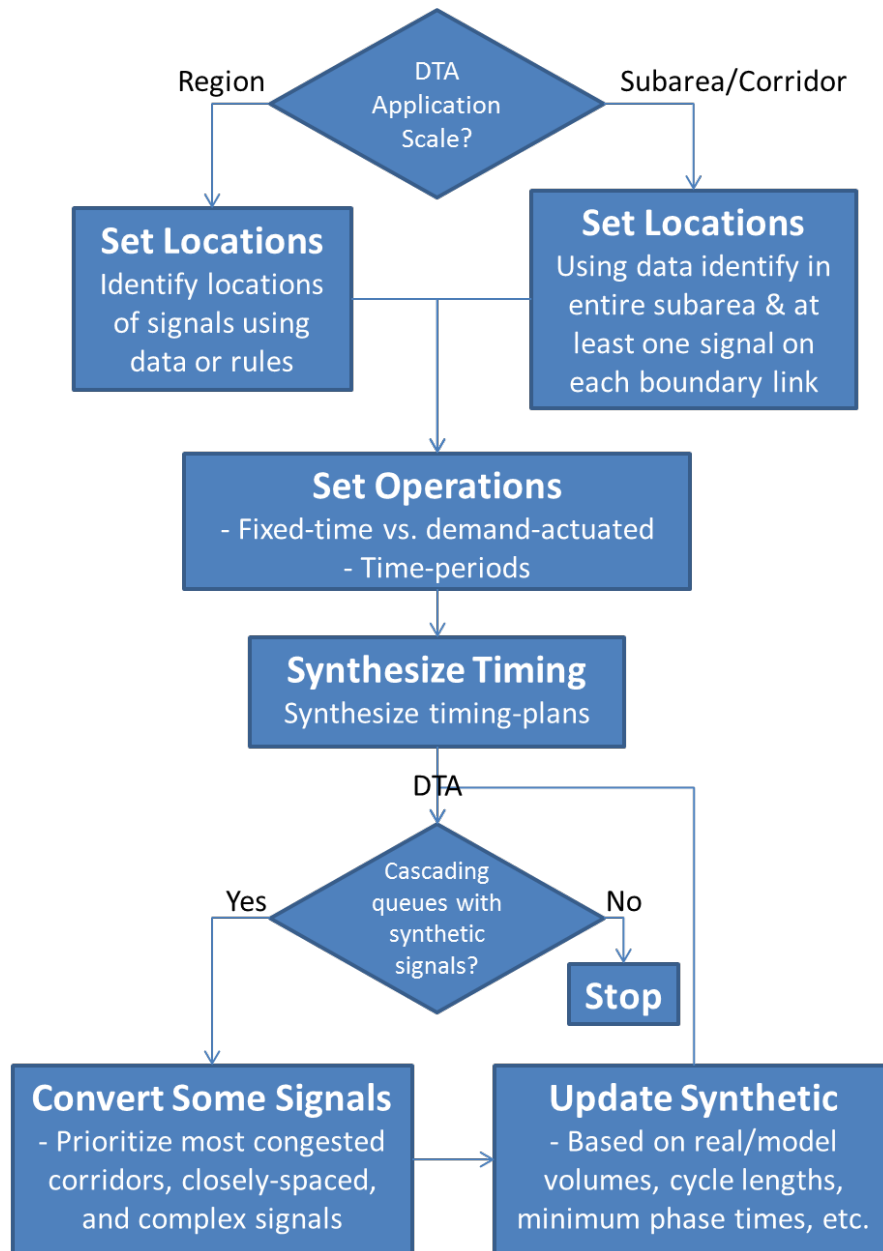 DTA
Application
Scale?
Region
Subarea/Corridor
Set Locations
Identify locations
of signals using
data or rules
Set Locations
Using data identify in
entire subarea & at
least one signal on
each boundary link
Set Operations
- Fixed-time vs. demand-actuated
- Time-periods
Synthesize Timing
Synthesize timing-plans
DTA
Cascading
queues with
synthetic
signals?
Yes
No
Stop
Convert Some Signals
- Prioritize most congested
corridors, closely-spaced,
and complex signals
Update Synthetic
- Based on real/model
volumes, cycle lengths,
minimum phase times, etc.